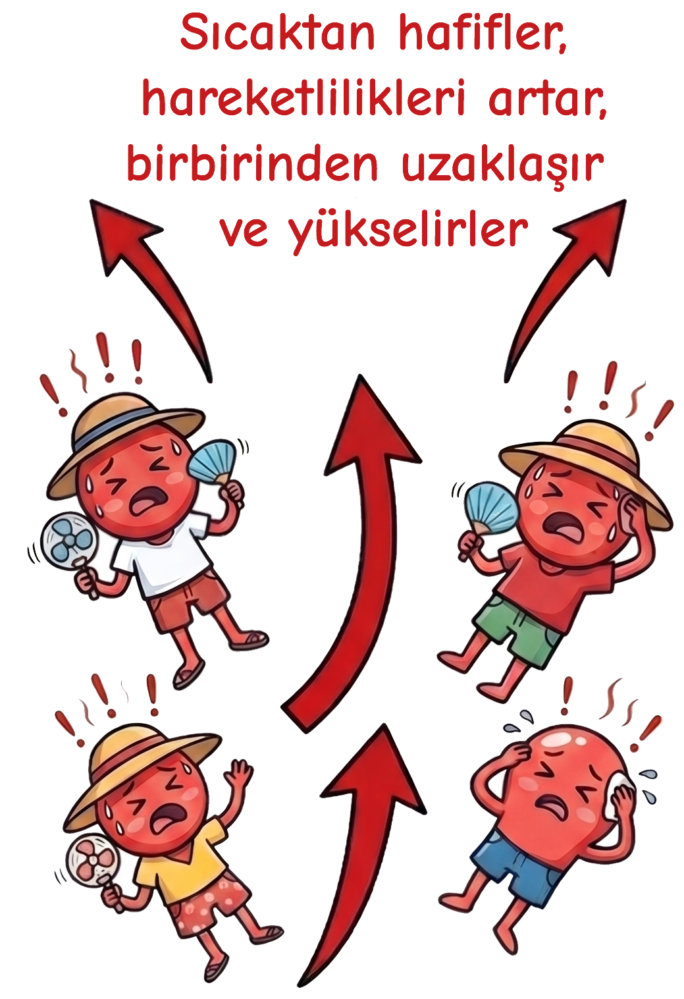 Sıcaktan hafifler,
hareketlilikleri artar,
birbirinden uzaklaşır
ve yükselirler